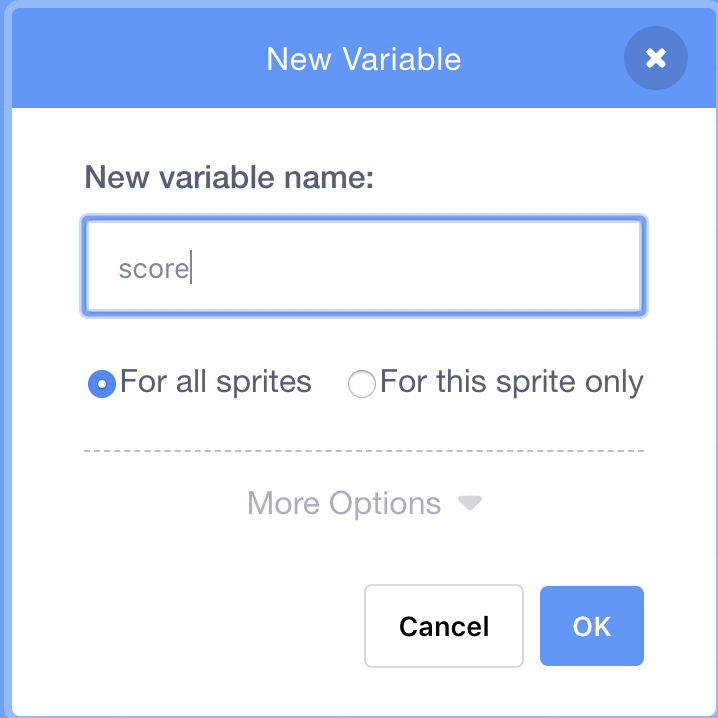 New Variable
New variable name:
score
For all sprites For this sprite only
More Options
Cancel OK